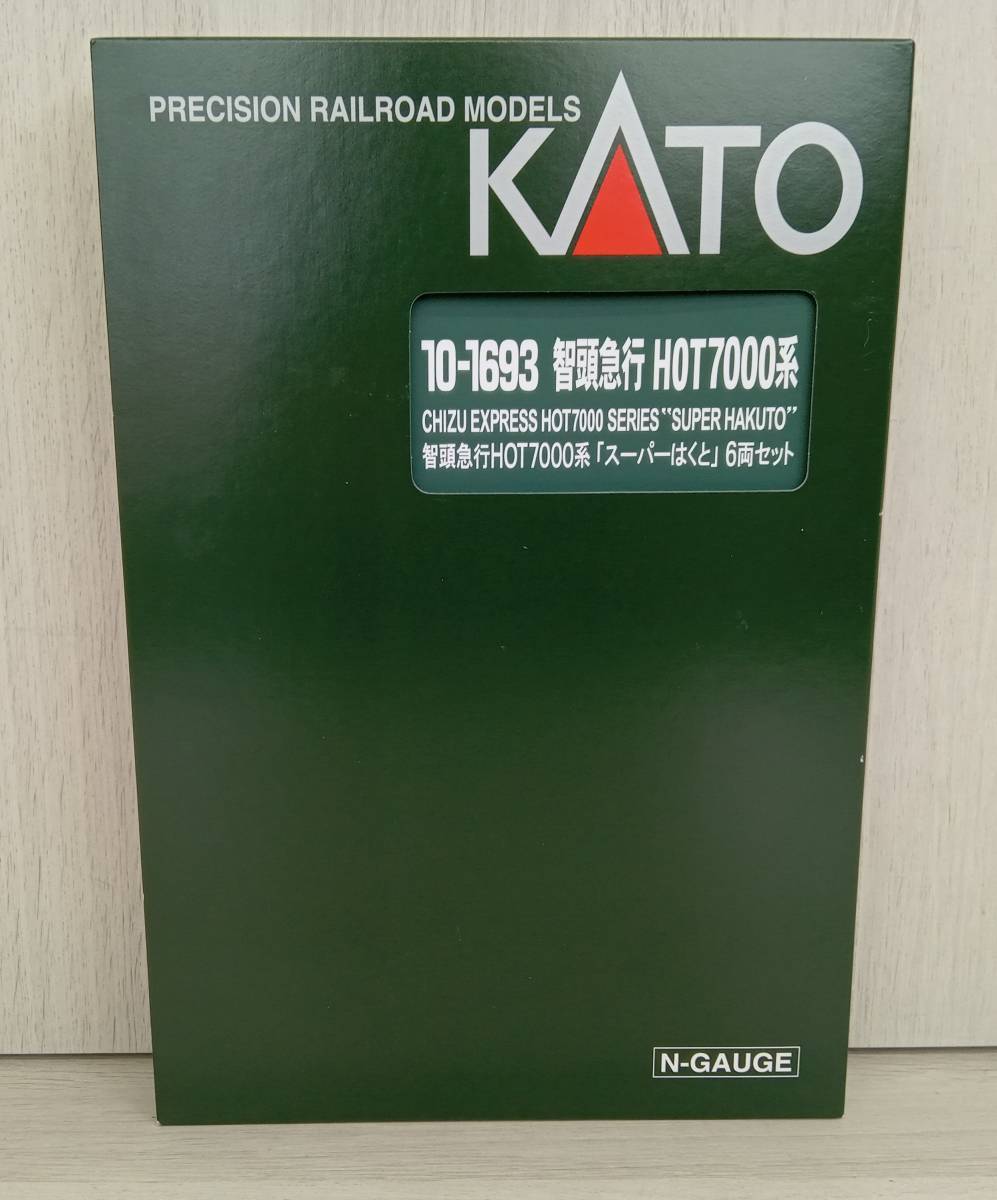 PRECISION RAILROAD MODELS
KATO
10-1693 智頭急行 HOT7000系
CHIZU EXPRESS HOT7000 SERIES “SUPER HAKUTO”
智頭急行HOT7000系「スーパーはくと」6両セット
N-GAUGE